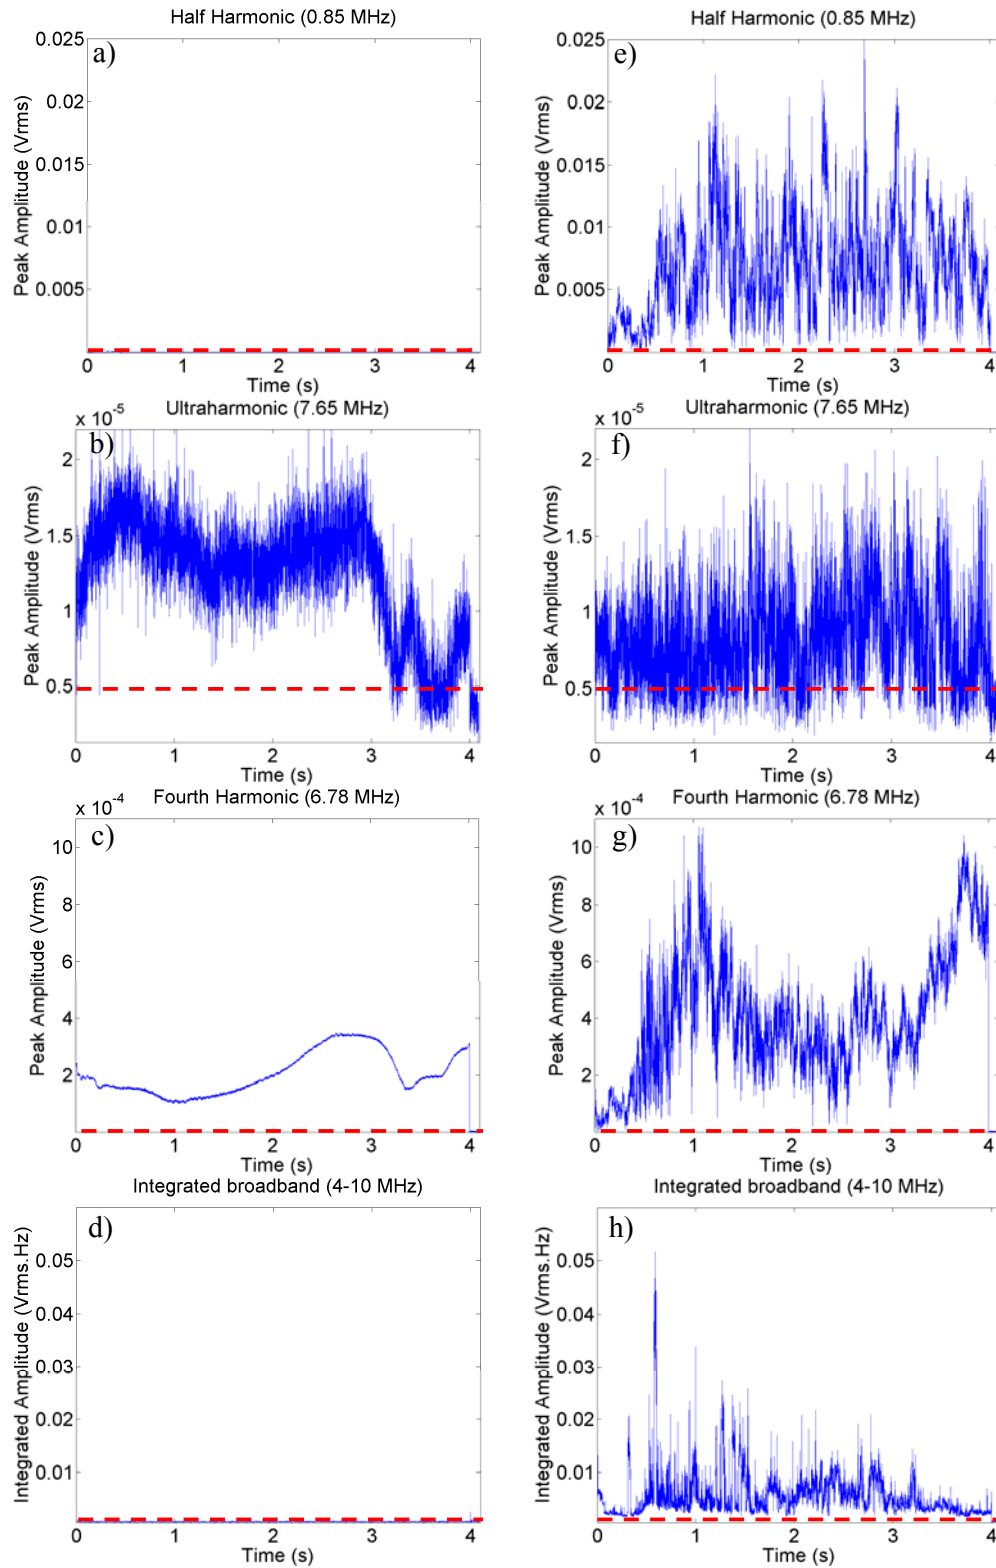 Half Harmonic (0.85 MHz)
a)
0.025
0.02
0.015
0.01
0.005
Peak Amplitude (Vrms)
0 1 2 3 4
Time (s)
Half Harmonic (0.85 MHz)
e)
0.025
0.02
0.015
0.01
0.005
Peak Amplitude (Vrms)
0 1 2 3 4
Time (s)
Ultraharmonic (7.65 MHz)
x 10⁻⁵
b)
2
1.5
1
0.5
Peak Amplitude (Vrms)
0 1 2 3 4
Time (s)
Ultraharmonic (7.65 MHz)
x 10⁻⁵
f)
2
1.5
1
0.5
Peak Amplitude (Vrms)
0 1 2 3 4
Time (s)
Fourth Harmonic (6.78 MHz)
x 10⁻⁴
c)
10
8
6
4
2
Peak Amplitude (Vrms)
0 1 2 3 4
Time (s)
Fourth Harmonic (6.78 MHz)
x 10⁻⁴
g)
10
8
6
4
2
Peak Amplitude (Vrms)
0 1 2 3 4
Time (s)
Integrated broadband (4-10 MHz)
d)
0.05
0.04
0.03
0.02
0.01
Integrated Amplitude (Vrms.Hz)
0 1 2 3 4
Time (s)
Integrated broadband (4-10 MHz)
h)
0.05
0.04
0.03
0.02
0.01
Integrated Amplitude (Vrms.Hz)
0 1 2 3 4
Time (s)